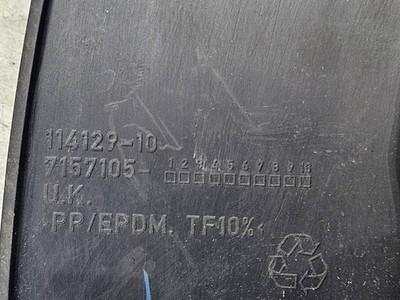 114129-10
1 2 3 4 5 6 7 8 9 10
7157105-
U.K.
PP/EPDM. TF10%<